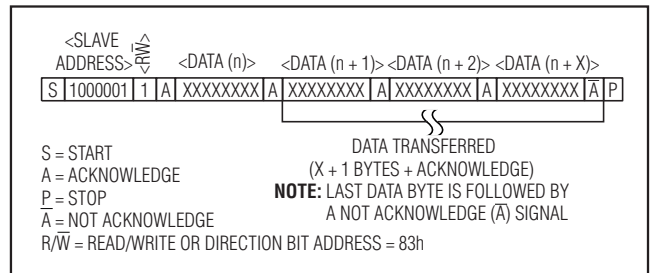 <SLAVE
ADDRESS> <RW̅> <DATA (n)> <DATA (n + 1)> <DATA (n + 2)> <DATA (n + X)>
S 1000001 1 A XXXXXXXX A XXXXXXXX A XXXXXXXX A XXXXXXXX A̅ P
S = START
A = ACKNOWLEDGE
P = STOP
A̅ = NOT ACKNOWLEDGE
R/W̅ = READ/WRITE OR DIRECTION BIT ADDRESS = 83h
DATA TRANSFERRED
(X + 1 BYTES + ACKNOWLEDGE)
NOTE: LAST DATA BYTE IS FOLLOWED BY
A NOT ACKNOWLEDGE (A̅) SIGNAL